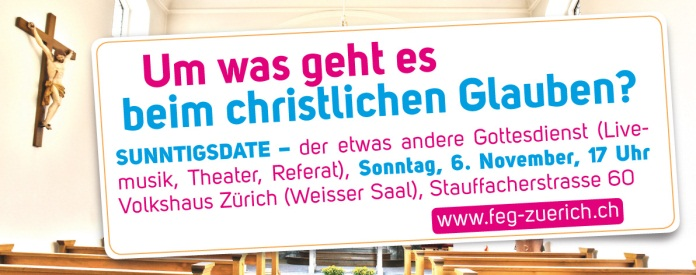 Um was geht es
beim christlichen Glauben?
SUNNTIGSDATE – der etwas andere Gottesdienst (Live-
musik, Theater, Referat), Sonntag, 6. November, 17 Uhr
Volkshaus Zürich (Weisser Saal), Stauffacherstrasse 60
www.feg-zuerich.ch